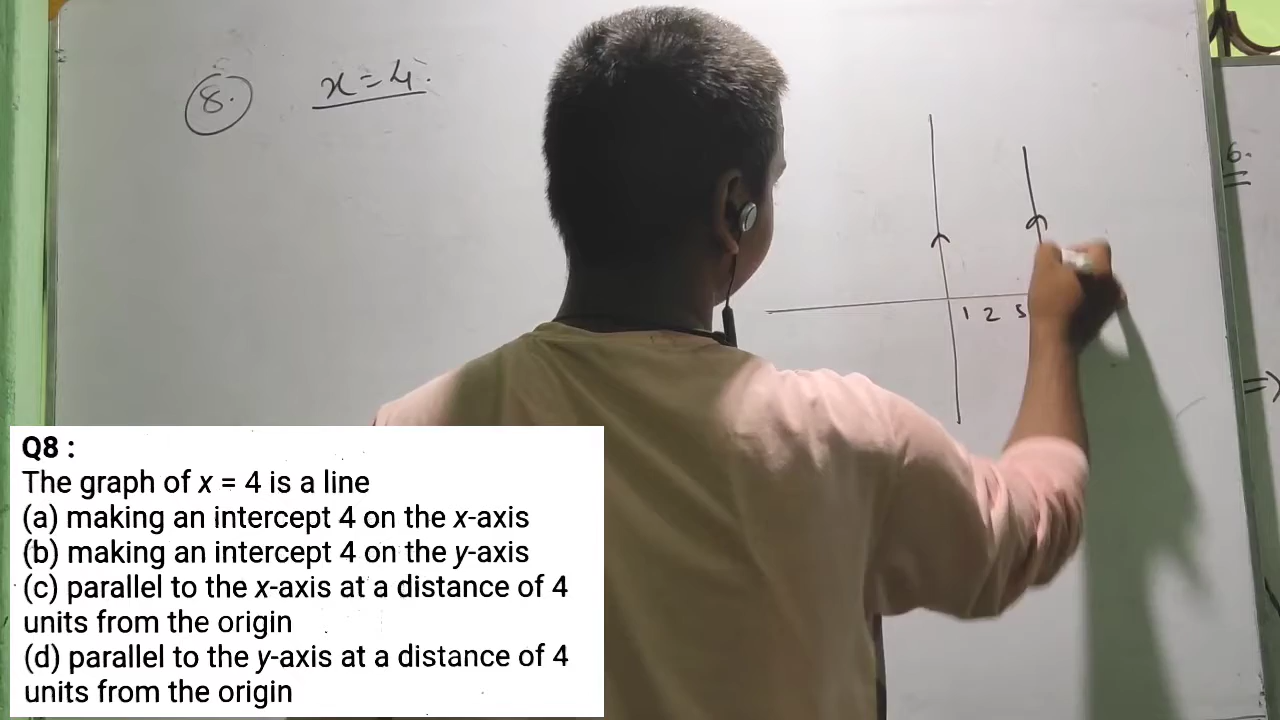 8. x = 4.
1 2 3
6.
=>
Q8 :
The graph of x = 4 is a line
(a) making an intercept 4 on the x-axis
(b) making an intercept 4 on the y-axis
(c) parallel to the x-axis at a distance of 4
units from the origin
(d) parallel to the y-axis at a distance of 4
units from the origin